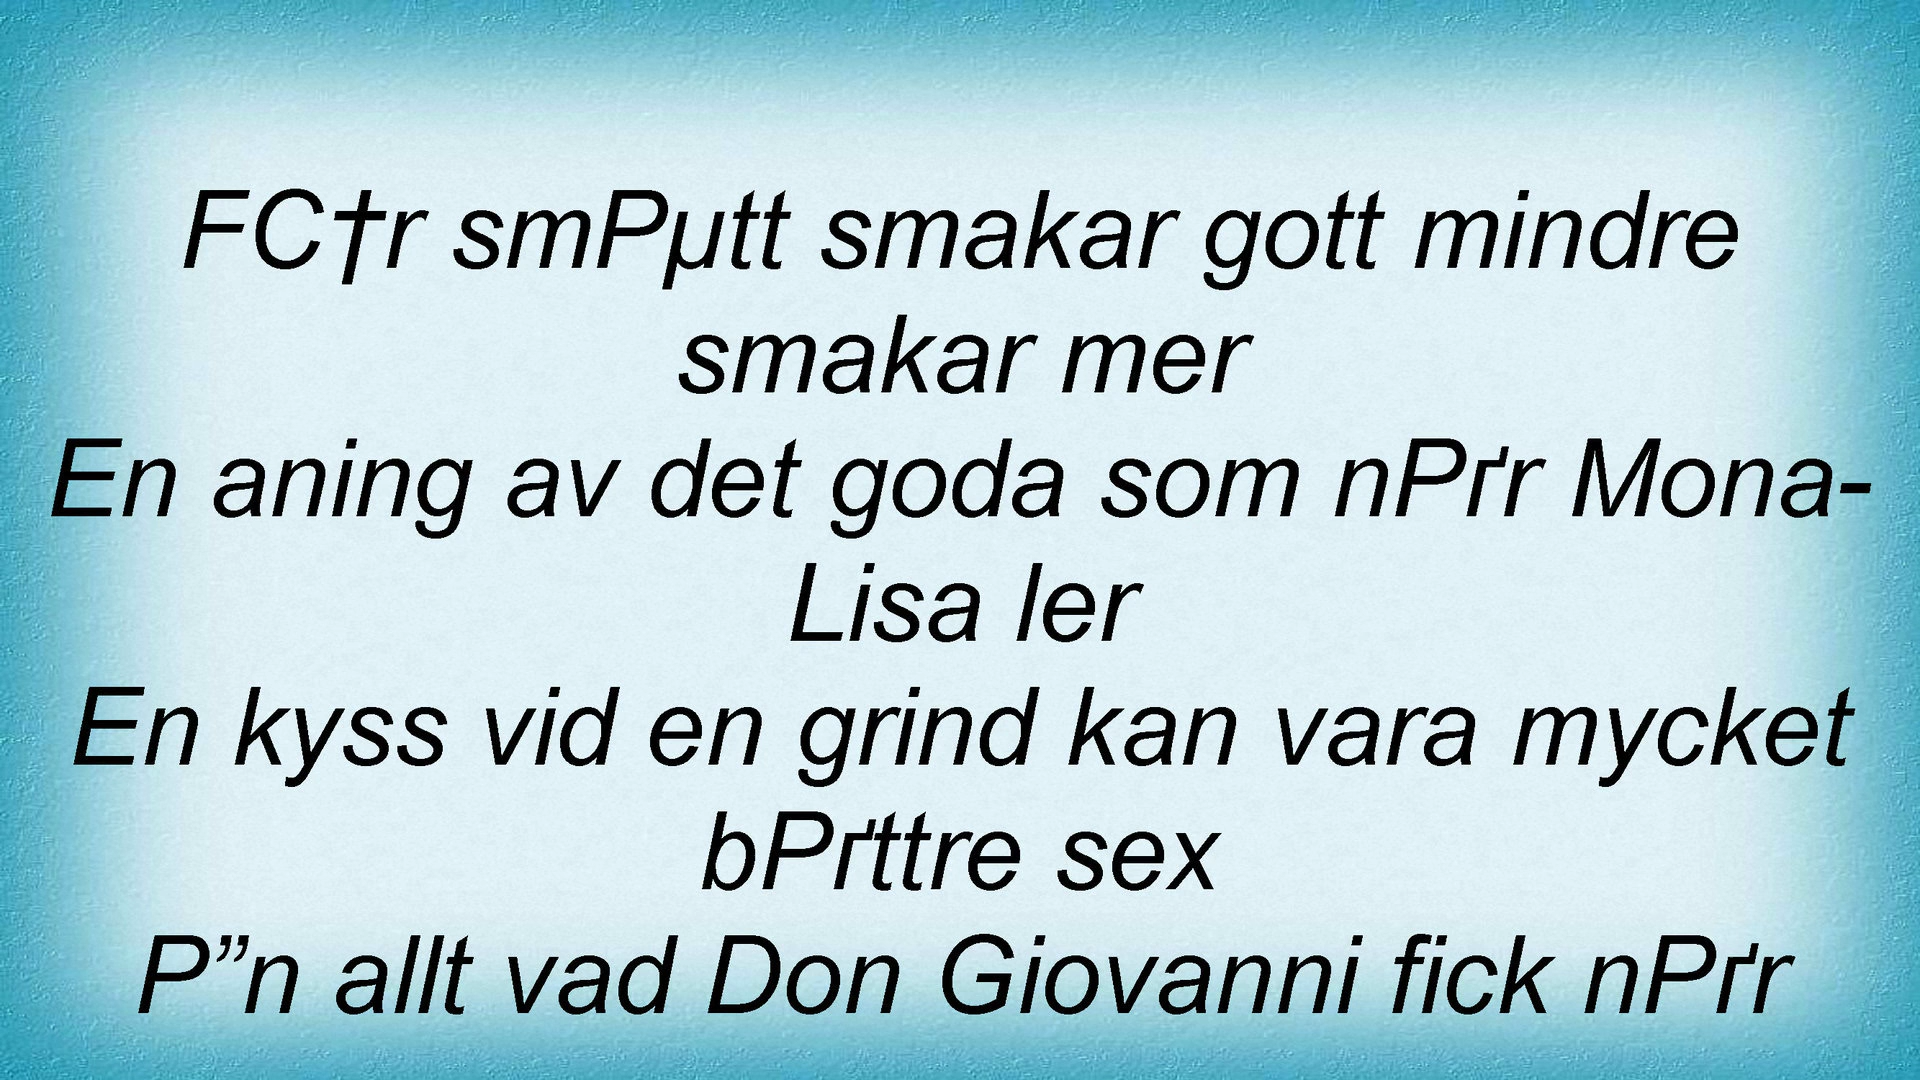 FC†r smPµtt smakar gott mindre
smakar mer
En aning av det goda som nPґr Mona-
Lisa ler
En kyss vid en grind kan vara mycket
bPґttre sex
P”n allt vad Don Giovanni fick nPґr